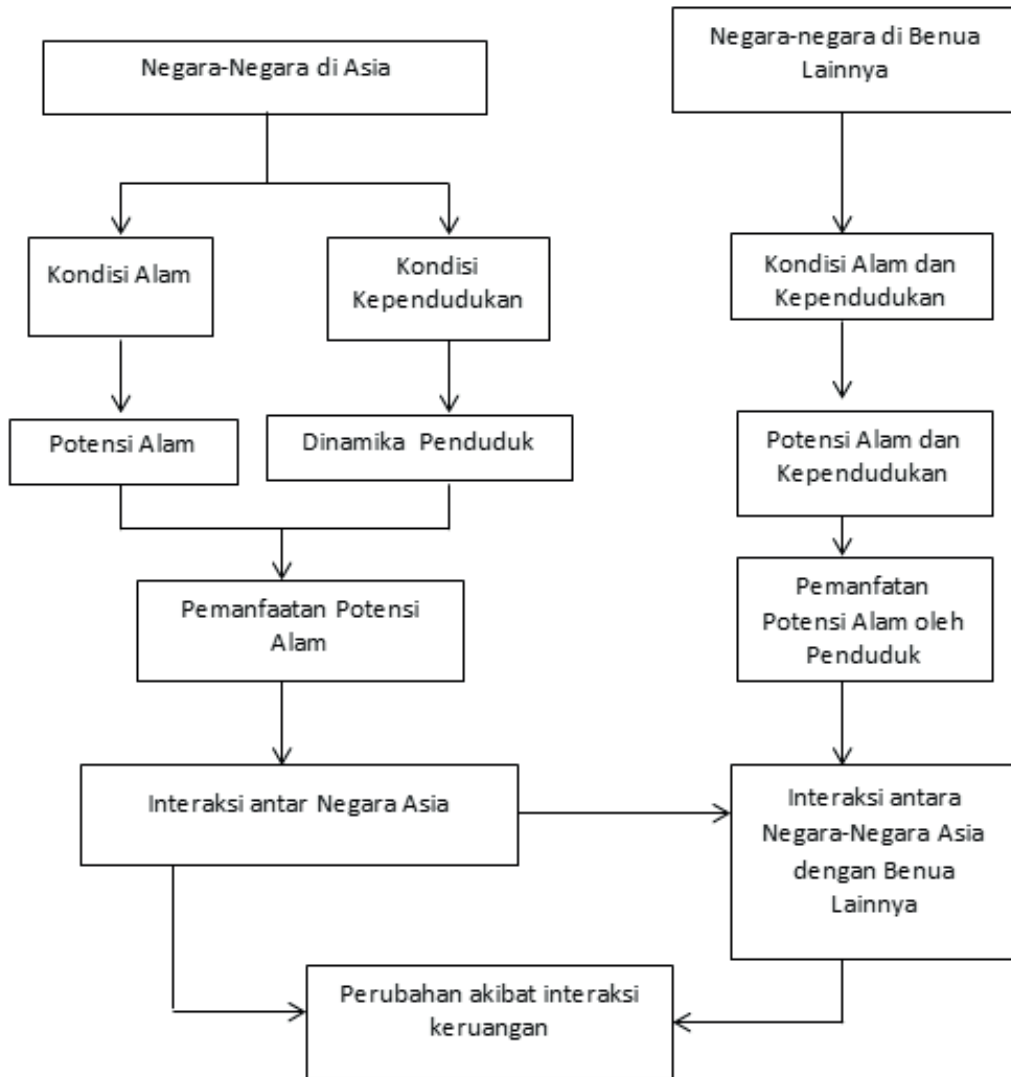 Negara-Negara di Asia
Negara-negara di Benua
Lainnya
Kondisi Alam
Kondisi
Kependudukan
Kondisi Alam dan
Kependudukan
Potensi Alam
Dinamika Penduduk
Potensi Alam dan
Kependudukan
Pemanfaatan Potensi
Alam
Pemanfatan
Potensi Alam oleh
Penduduk
Interaksi antar Negara Asia
Interaksi antara
Negara-Negara Asia
dengan Benua
Lainnya
Perubahan akibat interaksi
keruangan